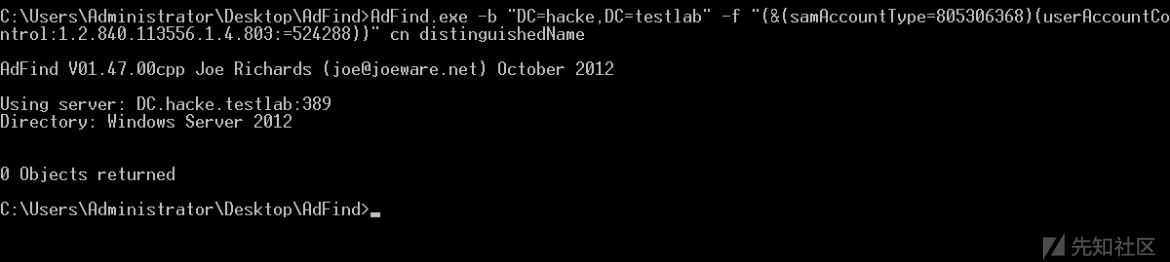 C:\Users\Administrator\Desktop\AdFind>AdFind.exe -b "DC=hacke,DC=testlab" -f "(&(samAccountType=805306368)(userAccountCo
ntrol:1.2.840.113556.1.4.803:=524288))" cn distinguishedName
AdFind V01.47.00cpp Joe Richards (joe@joeware.net) October 2012
Using server: DC.hacke.testlab:389
Directory: Windows Server 2012
0 Objects returned
C:\Users\Administrator\Desktop\AdFind>_
先知社区